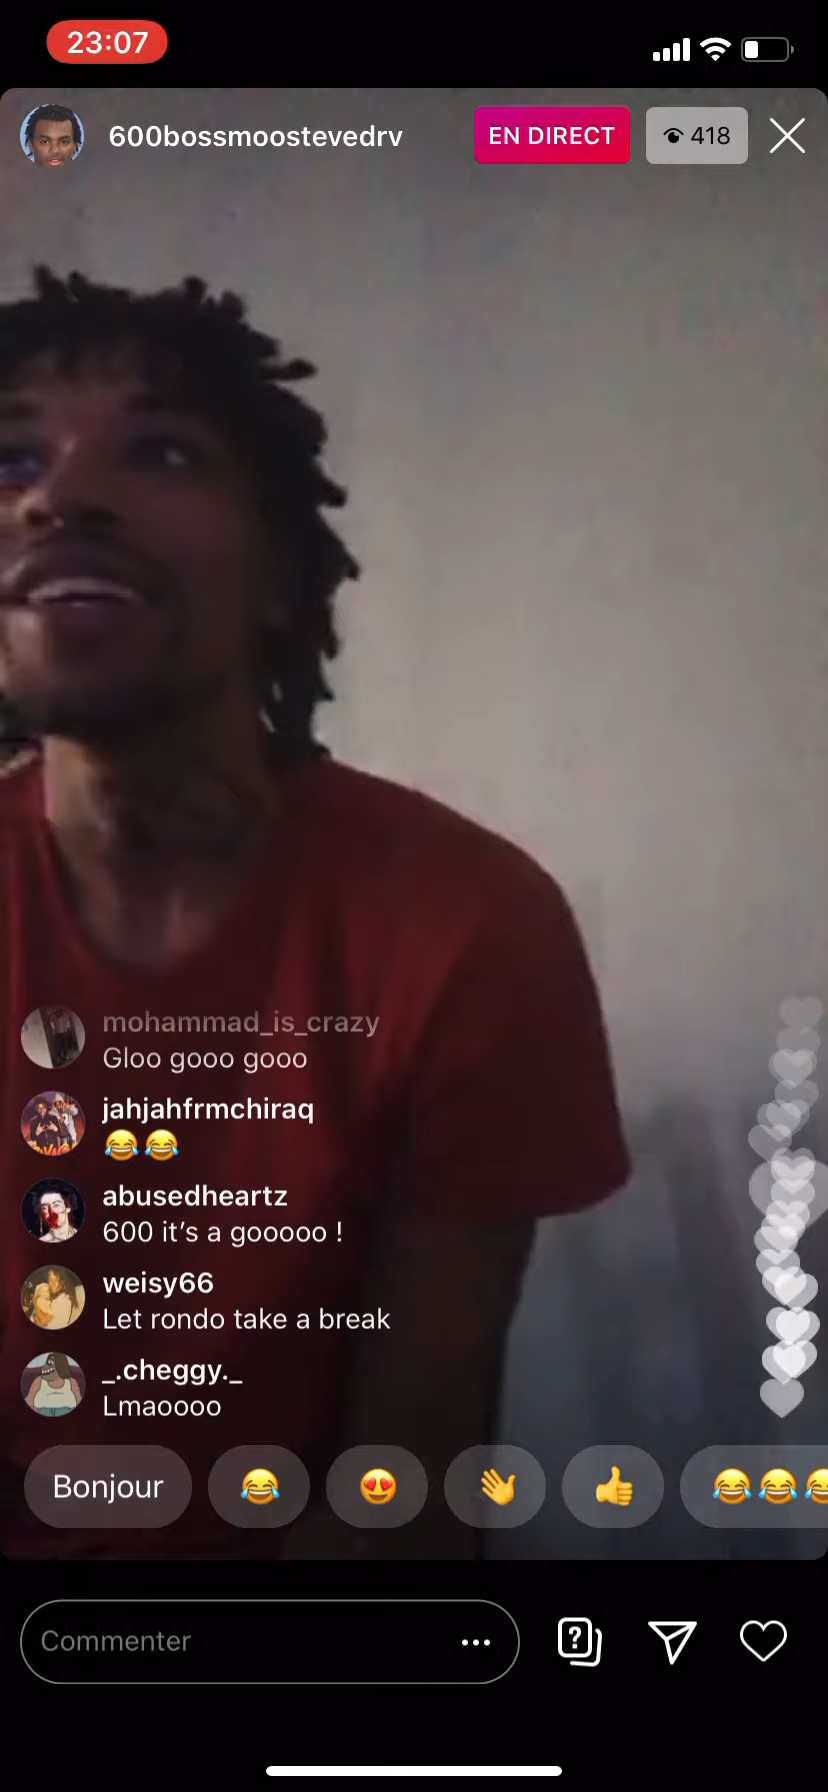 23:07
600bossmoostevedrv
EN DIRECT
418
mohammad_is_crazy
Gloo gooo gooo
jahjahfrmchiraq
😂😂
abusedheartz
600 it’s a gooooo !
weisy66
Let rondo take a break
_.cheggy._
Lmaoooo
Bonjour 😂 😍 👋 👍 😂😂😂
Commenter